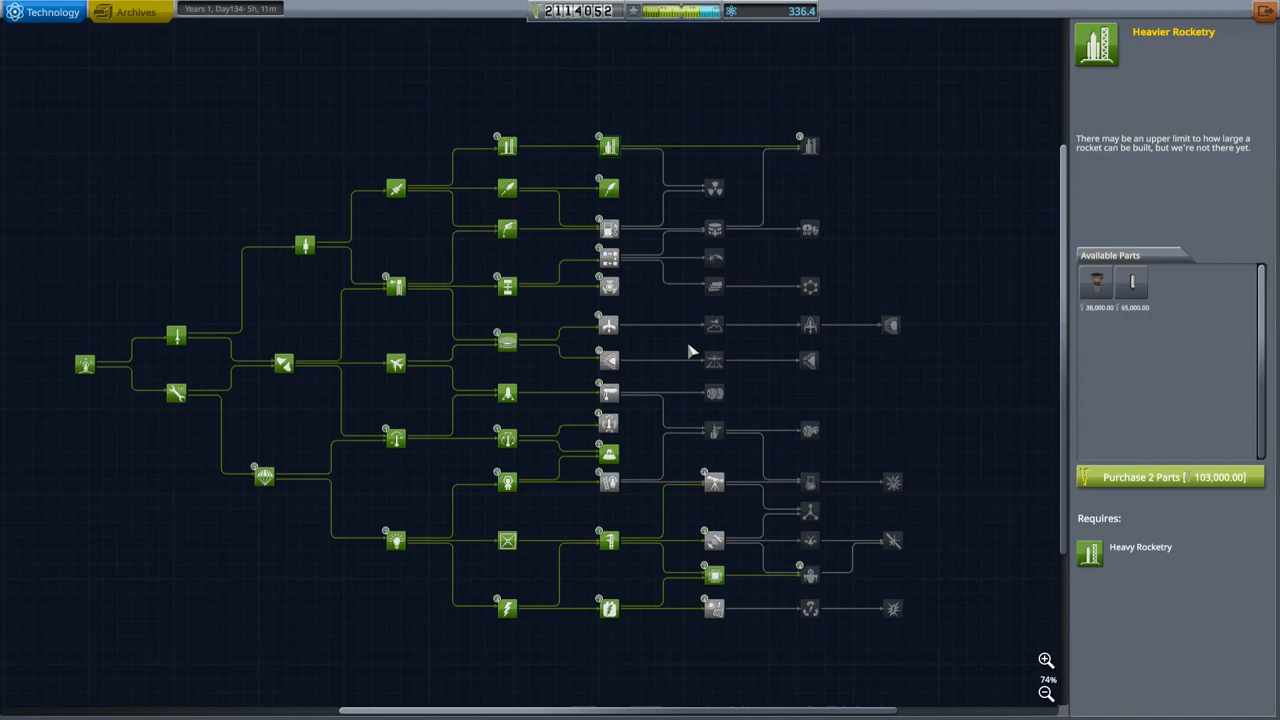 Technology
Archives
Years 1, Day134- 5h, 11m
2114052
336.4
Heavier Rocketry
There may be an upper limit to how large a
rocket can be built, but we're not there yet.
Available Parts
38,000.00
65,000.00
Purchase 2 Parts [ 103,000.00]
Requires:
Heavy Rocketry
74%